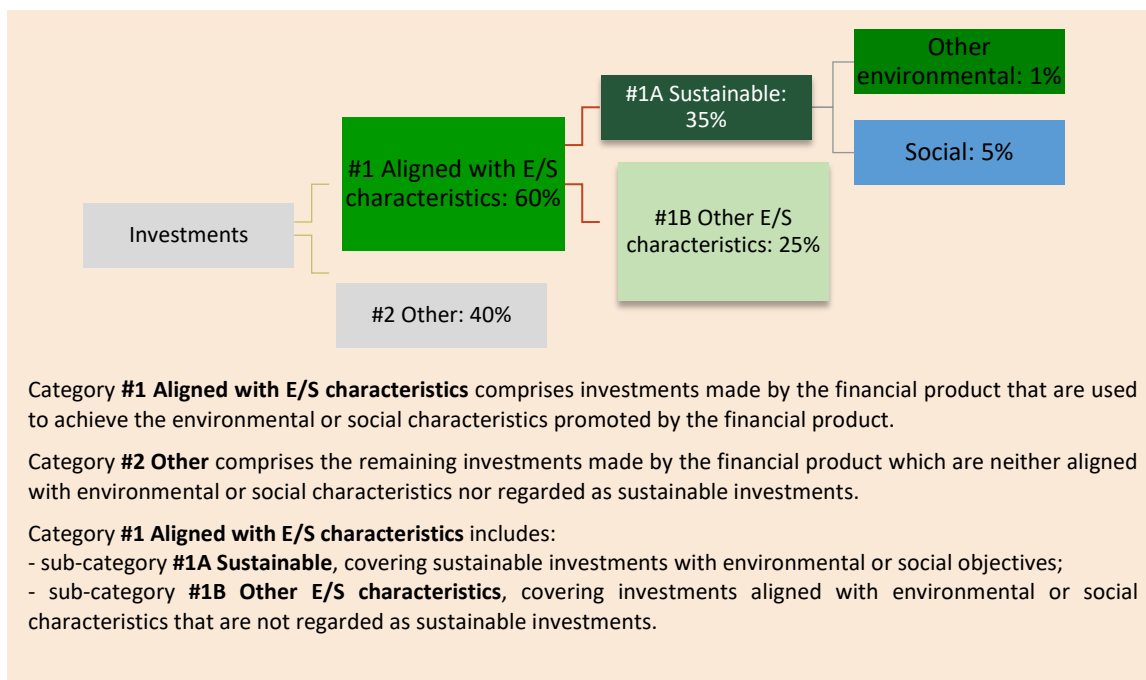 Other
environmental: 1%
#1A Sustainable:
35%
#1 Aligned with E/S
characteristics: 60%
Social: 5%
#1B Other E/S
characteristics: 25%
Investments
#2 Other: 40%
Category #1 Aligned with E/S characteristics comprises investments made by the financial product that are used
to achieve the environmental or social characteristics promoted by the financial product.
Category #2 Other comprises the remaining investments made by the financial product which are neither aligned
with environmental or social characteristics nor regarded as sustainable investments.
Category #1 Aligned with E/S characteristics includes:
- sub-category #1A Sustainable, covering sustainable investments with environmental or social objectives;
- sub-category #1B Other E/S characteristics, covering investments aligned with environmental or social
characteristics that are not regarded as sustainable investments.